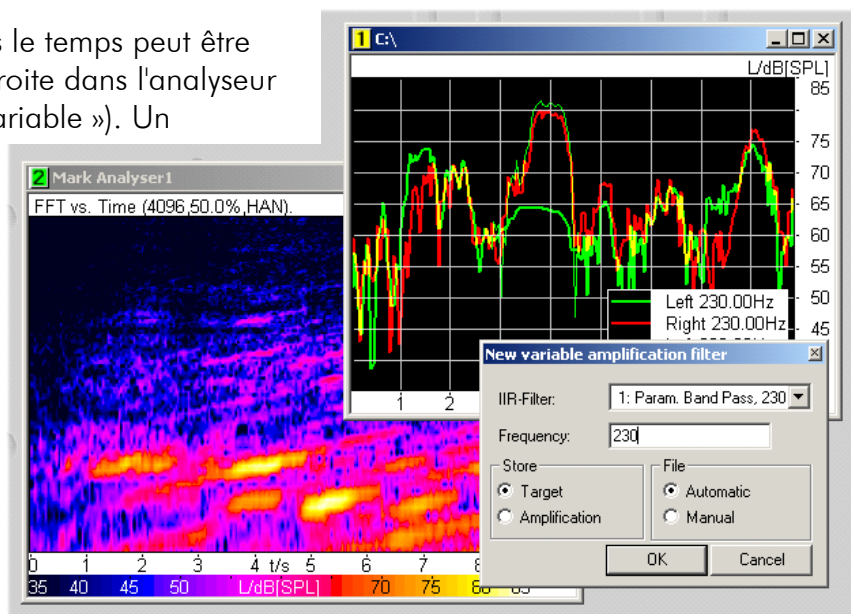 s le temps peut être
roite dans l'analyseur
ariable »). Un
1 C:\
L/dB[SPL]
85
75
70
65
60
55
50
45
Left 230.00Hz
Right 230.00Hz
1 2
2 Mark Analyser1
FFT vs. Time (4096,50.0%,HAN).
0 1 2 3 4 t/s 5 6 7
35 40 45 50 L/dB[SPL] 70 75
New variable amplification filter
IIR-Filter: 1: Param. Band Pass, 230
Frequency: 230
Store
Target
Amplification
File
Automatic
Manual
OK Cancel